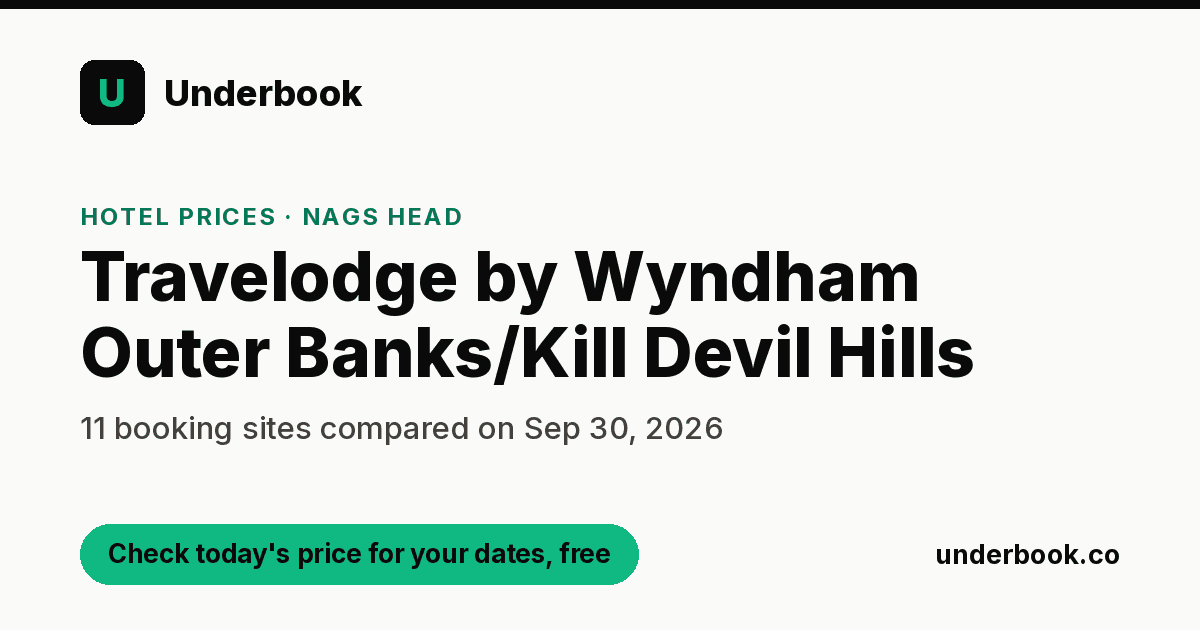 U Underbook
HOTEL PRICES · NAGS HEAD
Travelodge by Wyndham
Outer Banks/Kill Devil Hills
11 booking sites compared on Sep 30, 2026
Check today's price for your dates, free
underbook.co